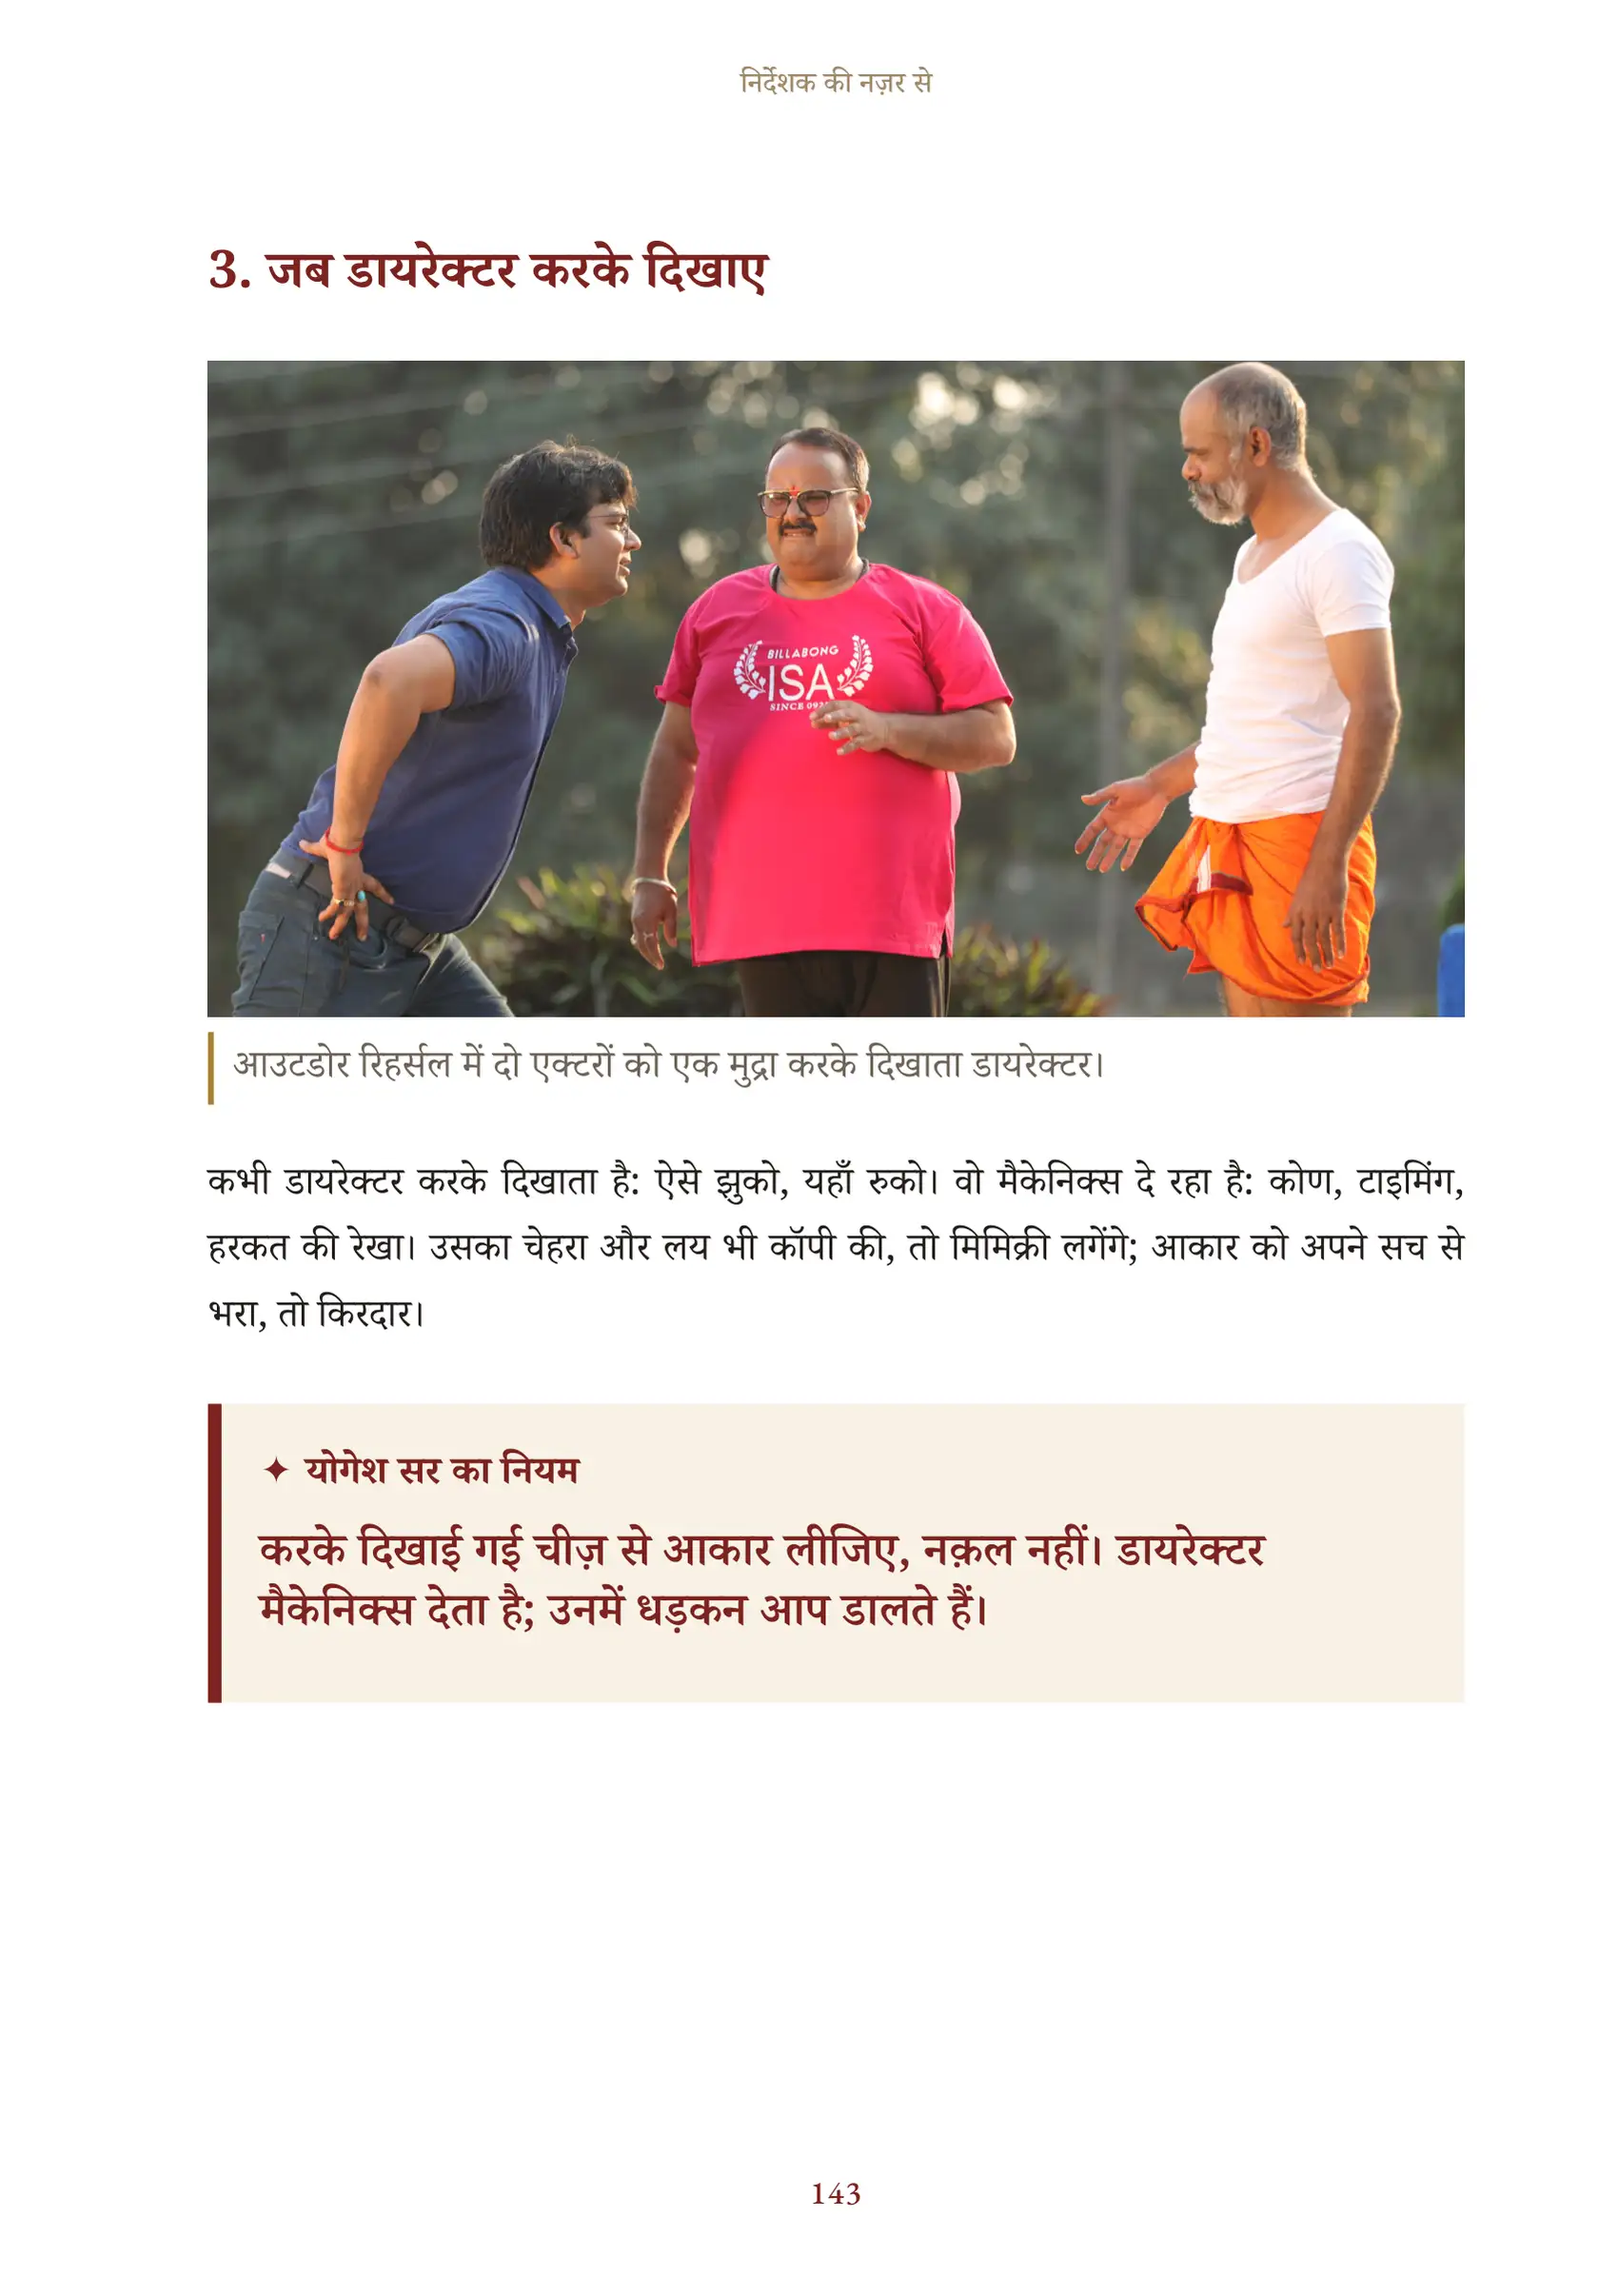 निर्देशक की नज़र से
3. जब डायरेक्टर करके दिखाए
BILLABONG
ISA
SINCE
आउटडोर रिहर्सल में दो एक्टरों को एक मुद्रा करके दिखाता डायरेक्टर।
कभी डायरेक्टर करके दिखाता है: ऐसे झुको, यहाँ रुको। वो मैकेनिक्स दे रहा है: कोण, टाइमिंग,
हरकत की रेखा। उसका चेहरा और लय भी कॉपी की, तो मिमिक्री लगेंगे; आकार को अपने सच से
भरा, तो किरदार।
✦ योगेश सर का नियम
करके दिखाई गई चीज़ से आकार लीजिए, नक़ल नहीं। डायरेक्टर
मैकेनिक्स देता है; उनमें धड़कन आप डालते हैं।
143